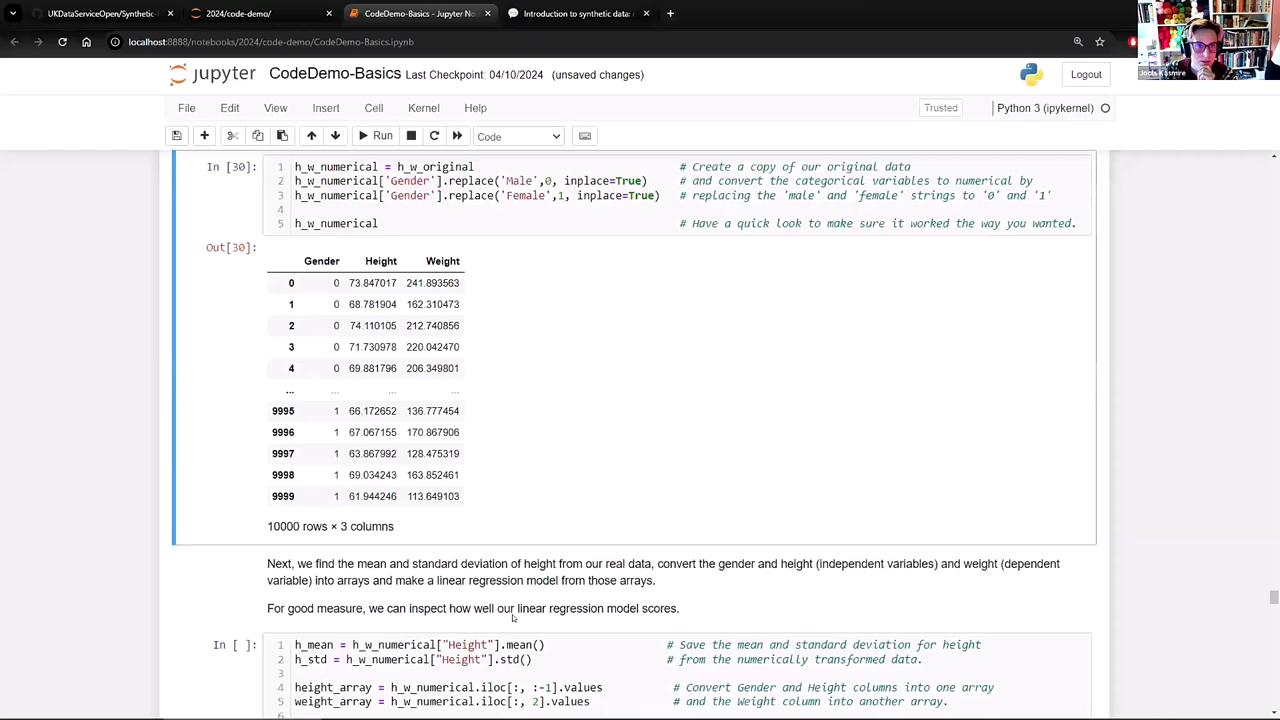 UKDataServiceOpen/Synthetic-
2024/code-demo/
CodeDemo-Basics - Jupyter No
Introduction to synthetic data:
localhost:8888/notebooks/2024/code-demo/CodeDemo-Basics.ipynb
Jools Kasmire
jupyter CodeDemo-Basics Last Checkpoint: 04/10/2024 (unsaved changes)
Logout
File Edit View Insert Cell Kernel Help
Trusted
Python 3 (ipykernel)
Run
Code
In [30]:
1 h_w_numerical = h_w_original # Create a copy of our original data
2 h_w_numerical['Gender'].replace('Male',0, inplace=True) # and convert the categorical variables to numerical by
3 h_w_numerical['Gender'].replace('Female',1, inplace=True) # replacing the 'male' and 'female' strings to '0' and '1'
4
5 h_w_numerical # Have a quick look to make sure it worked the way you wanted.
Out[30]:
Gender Height Weight
0 0 73.847017 241.893563
1 0 68.781904 162.310473
2 0 74.110105 212.740856
3 0 71.730978 220.042470
4 0 69.881796 206.349801
... ... ... ...
9995 1 66.172652 136.777454
9996 1 67.067155 170.867906
9997 1 63.867992 128.475319
9998 1 69.034243 163.852461
9999 1 61.944246 113.649103
10000 rows × 3 columns
Next, we find the mean and standard deviation of height from our real data, convert the gender and height (independent variables) and weight (dependent
variable) into arrays and make a linear regression model from those arrays.
For good measure, we can inspect how well our linear regression model scores.
In [ ]:
1 h_mean = h_w_numerical["Height"].mean() # Save the mean and standard deviation for height
2 h_std = h_w_numerical["Height"].std() # from the numerically transformed data.
3
4 height_array = h_w_numerical.iloc[:, :-1].values # Convert Gender and Height columns into one array
5 weight_array = h_w_numerical.iloc[:, 2].values # and the Weight column into another array.
6